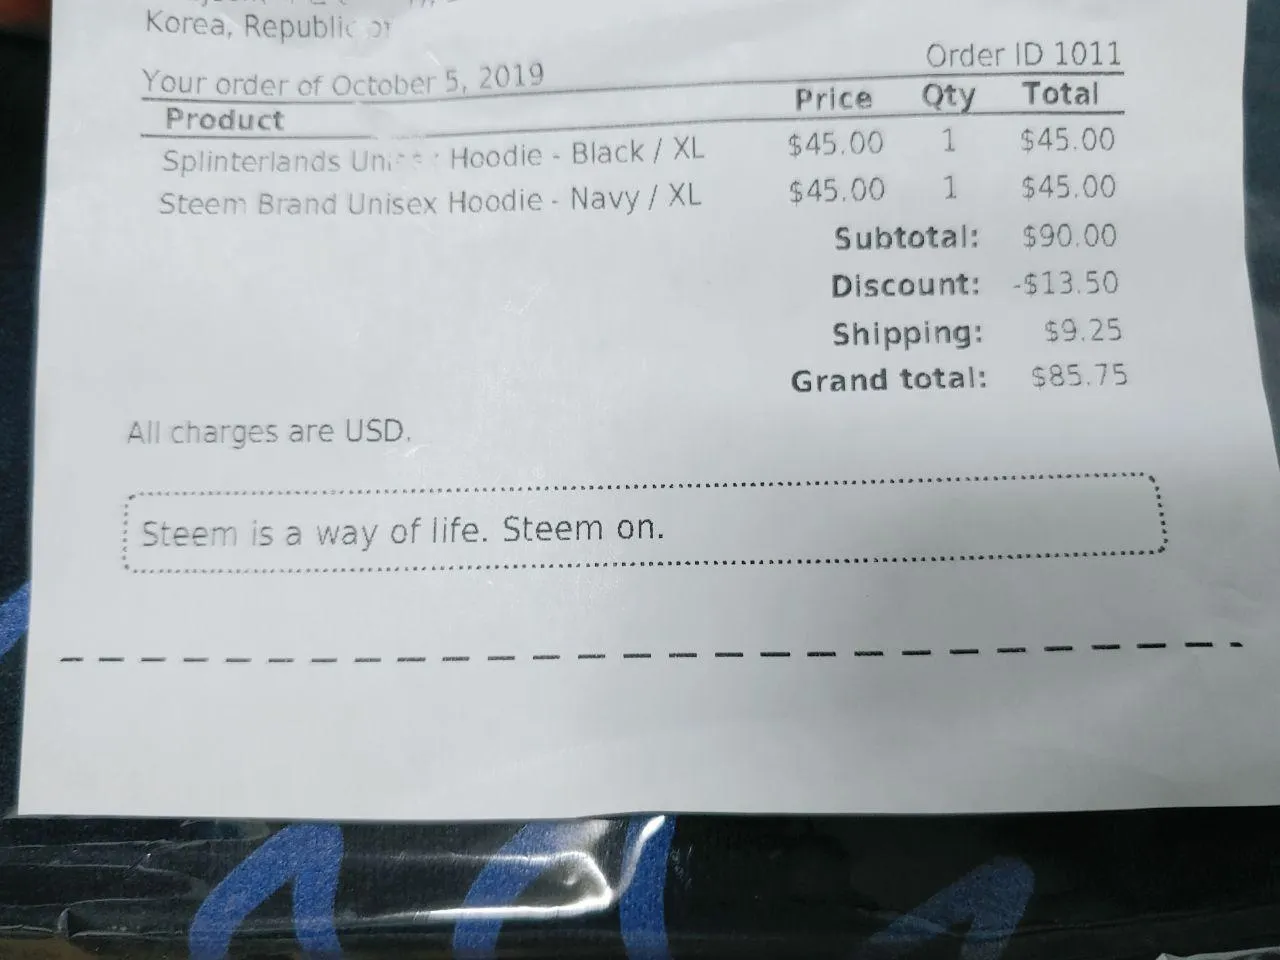 Korea, Republic of
Your order of October 5, 2019 Order ID 1011
Product Price Qty Total
Splinterlands Hoodie - Black / XL $45.00 1 $45.00
Steem Brand Unisex Hoodie - Navy / XL $45.00 1 $45.00
Subtotal: $90.00
Discount: -$13.50
Shipping: $9.25
Grand total: $85.75
All charges are USD.
Steem is a way of life. Steem on.